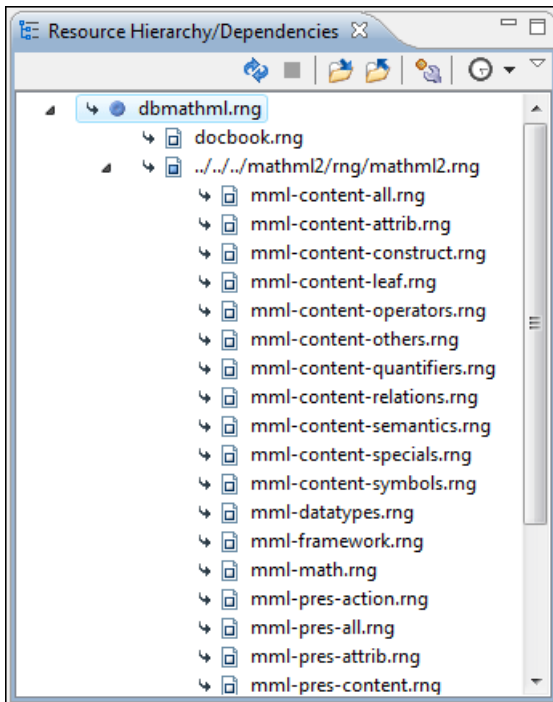 Resource Hierarchy/Dependencies
dbmathml.rng
docbook.rng
../../../mathml2/rng/mathml2.rng
mml-content-all.rng
mml-content-attrib.rng
mml-content-construct.rng
mml-content-leaf.rng
mml-content-operators.rng
mml-content-others.rng
mml-content-quantifiers.rng
mml-content-relations.rng
mml-content-semantics.rng
mml-content-specials.rng
mml-content-symbols.rng
mml-datatypes.rng
mml-framework.rng
mml-math.rng
mml-pres-action.rng
mml-pres-all.rng
mml-pres-attrib.rng
mml-pres-content.rng